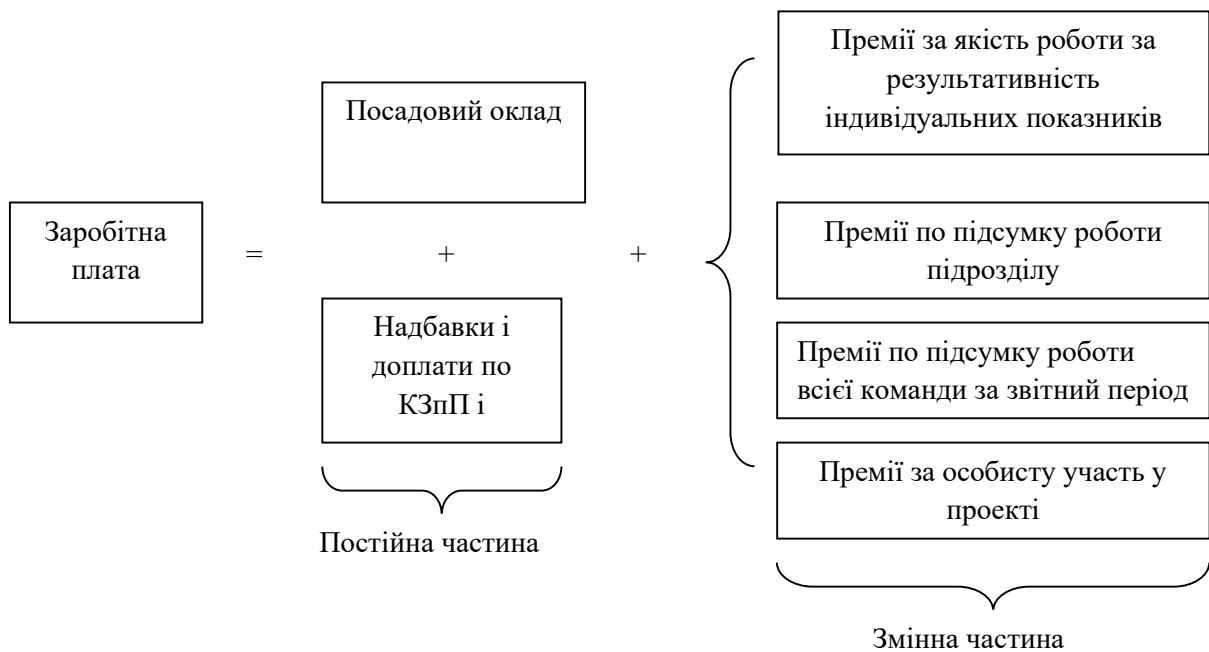 Заробітна
плата
=
Посадовий оклад
+
Надбавки і
доплати по
КЗпП і
Постійна частина
+
Премії за якість роботи за
результативність
індивідуальних показників
Премії по підсумку роботи
підрозділу
Премії по підсумку роботи
всієї команди за звітний період
Премії за особисту участь у
проекті
Змінна частина